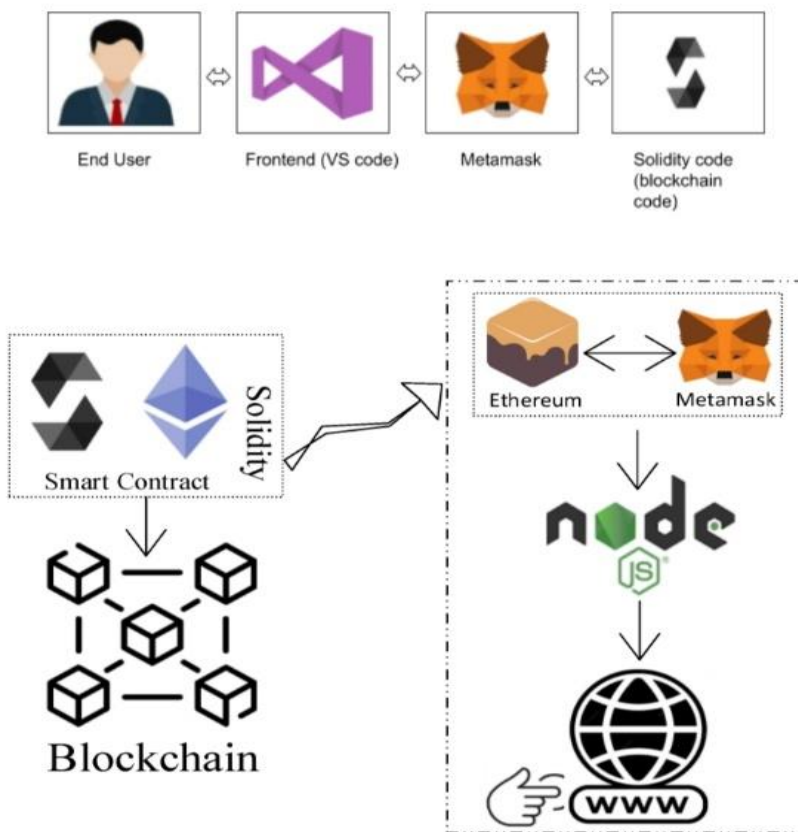 End User
Frontend (VS code)
Metamask
Solidity code
(blockchain
code)
Ethereum
Metamask
Solidity
Smart Contract
node
JS
Blockchain
www